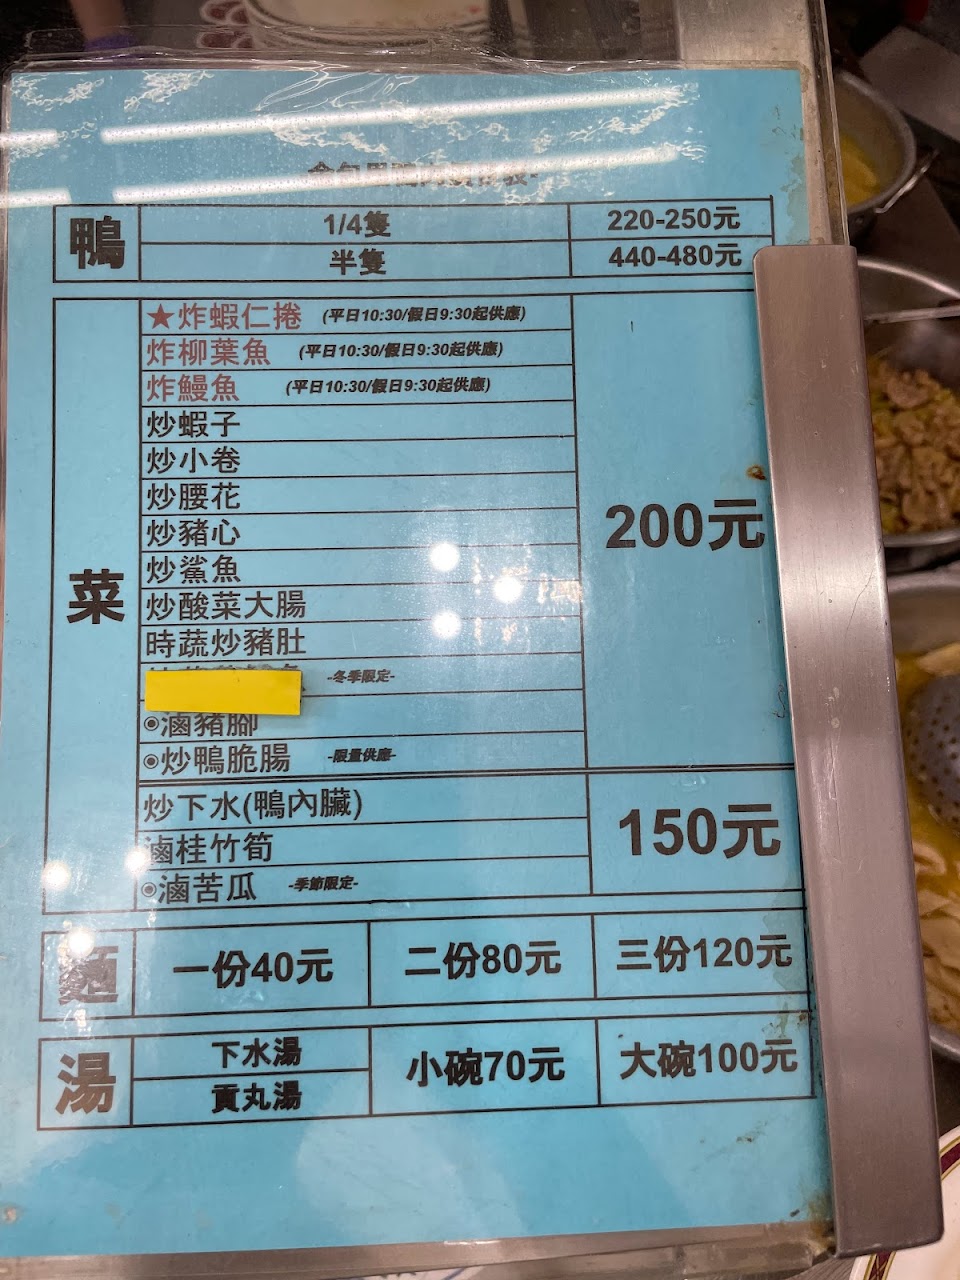 鴨
1/4隻 220-250元
半隻 440-480元
菜
★炸蝦仁捲 (平日10:30/假日9:30起供應)
炸柳葉魚 (平日10:30/假日9:30起供應)
炸鰻魚 (平日10:30/假日9:30起供應)
炒蝦子
炒小卷
炒腰花
炒豬心
炒鯊魚
炒酸菜大腸
時蔬炒豬肚
-冬季限定-
◉滷豬腳
◉炒鴨脆腸 -限量供應-
200元
炒下水(鴨內臟)
滷桂竹筍
◉滷苦瓜 -季節限定-
150元
麵 一份40元 二份80元 三份120元
湯
下水湯
貢丸湯
小碗70元 大碗100元